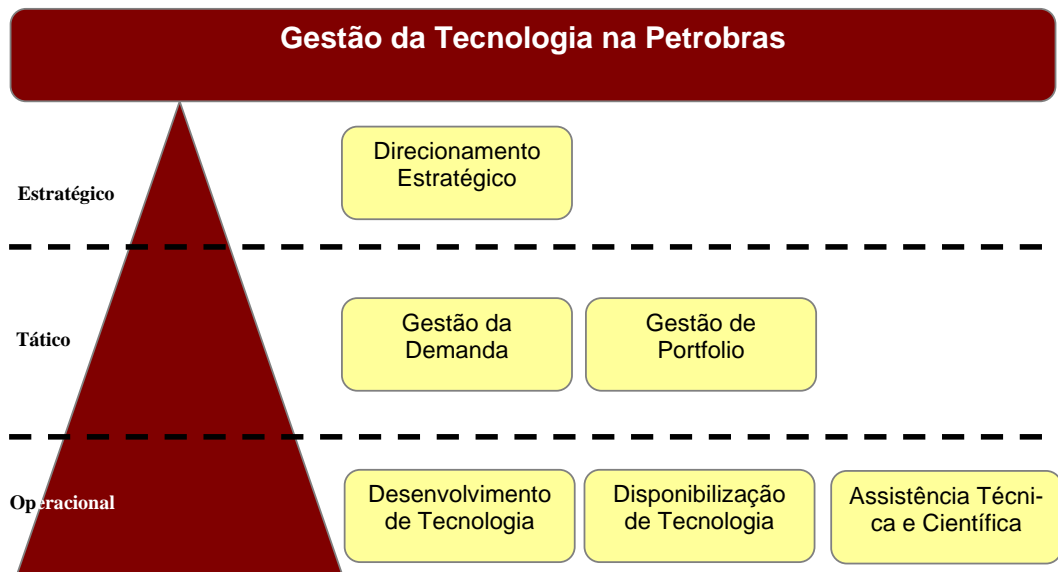 Gestão da Tecnologia na Petrobras
Direcionamento
Estratégico
Estratégico
Gestão da
Demanda
Gestão de
Portfolio
Tático
Operacional
Desenvolvimento
de Tecnologia
Disponibilização
de Tecnologia
Assistência Técni-
ca e Científica